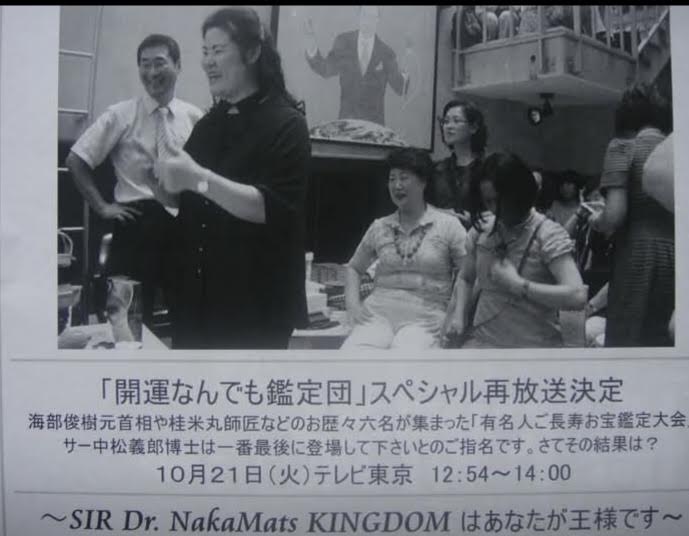 「開運なんでも鑑定団」スペシャル再放送決定
海部俊樹元首相や桂米丸師匠などのお歴々六名が集まった「有名人ご長寿お宝鑑定大会」
サー中松義郎博士は一番最後に登場して下さいとのご指名です。さてその結果は?
10月21日(火)テレビ東京 12:54～14:00
～SIR Dr. NakaMats KINGDOM はあなたが王様です～